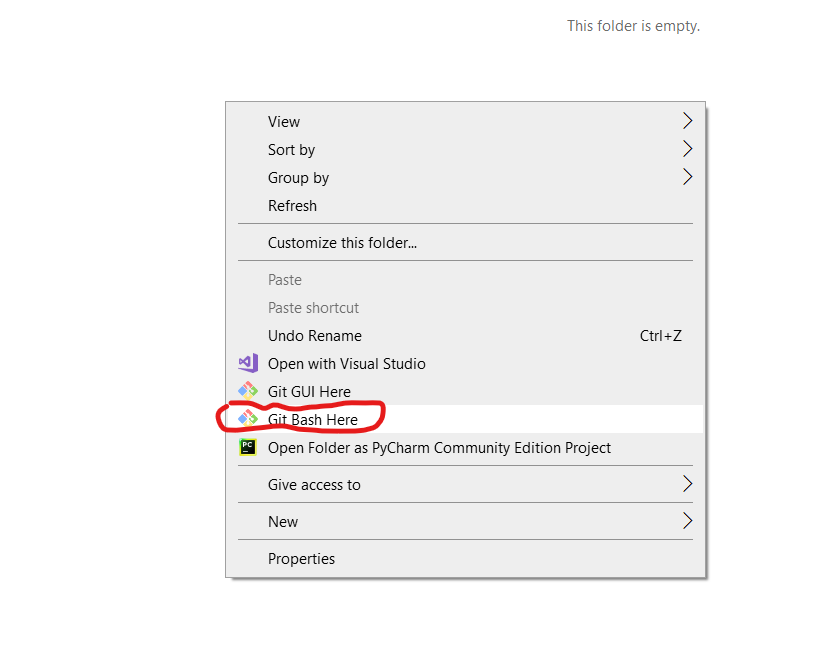 This folder is empty.
View
Sort by
Group by
Refresh
Customize this folder...
Paste
Paste shortcut
Undo Rename Ctrl+Z
Open with Visual Studio
Git GUI Here
Git Bash Here
PC Open Folder as PyCharm Community Edition Project
Give access to
New
Properties